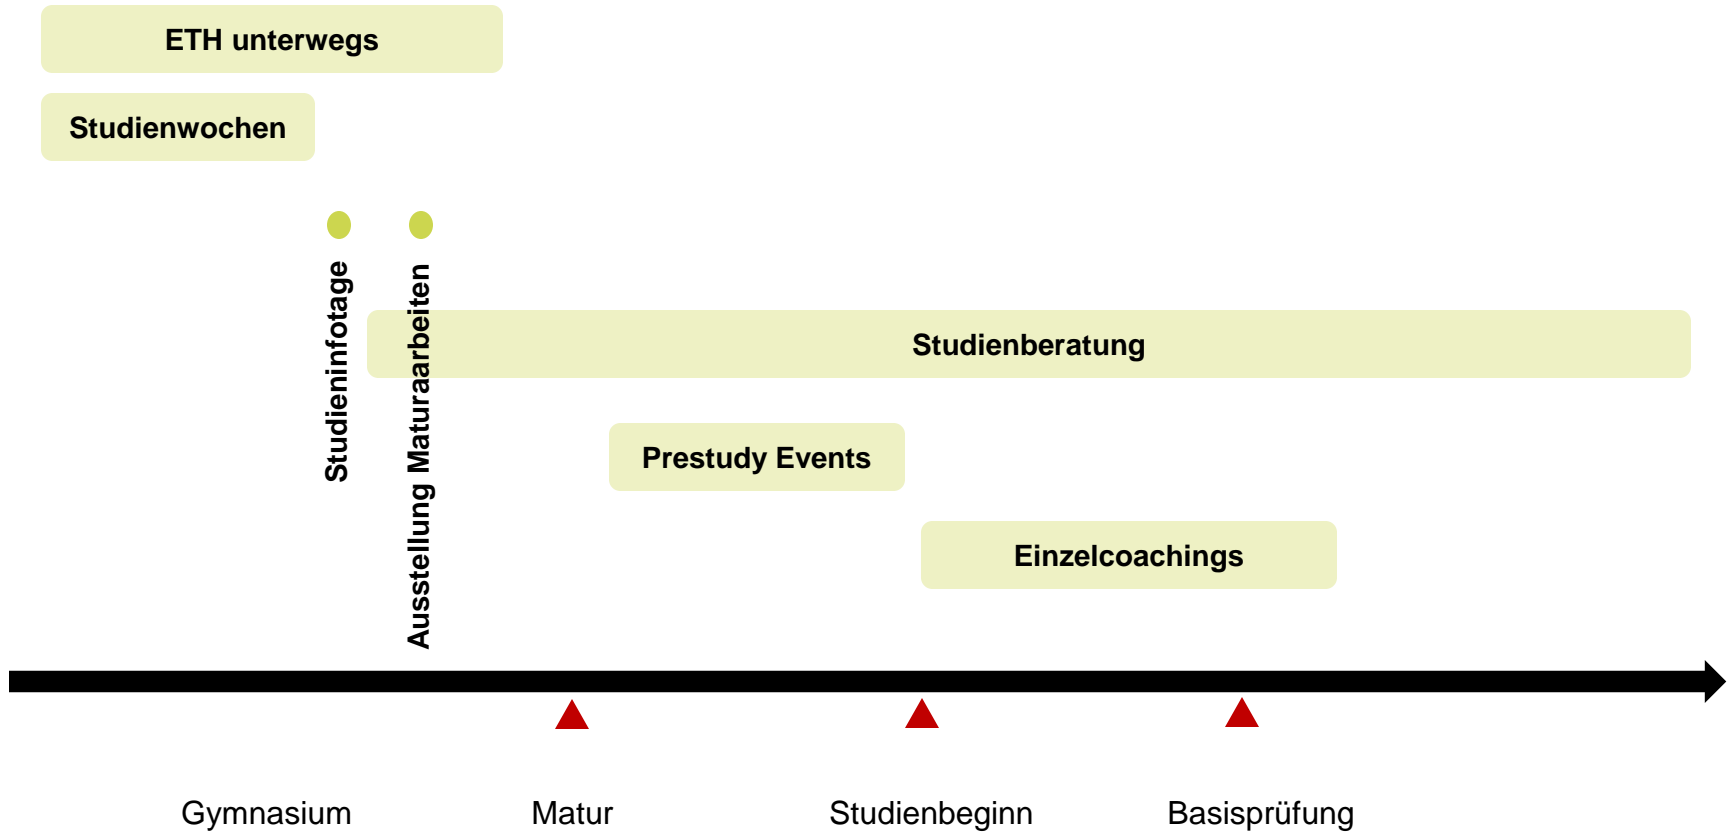 ETH unterwegs
Studienwochen
Studieninfotage
Ausstellung Maturaarbeiten
Studienberatung
Prestudy Events
Einzelcoachings
Gymnasium
Matur
Studienbeginn
Basisprüfung